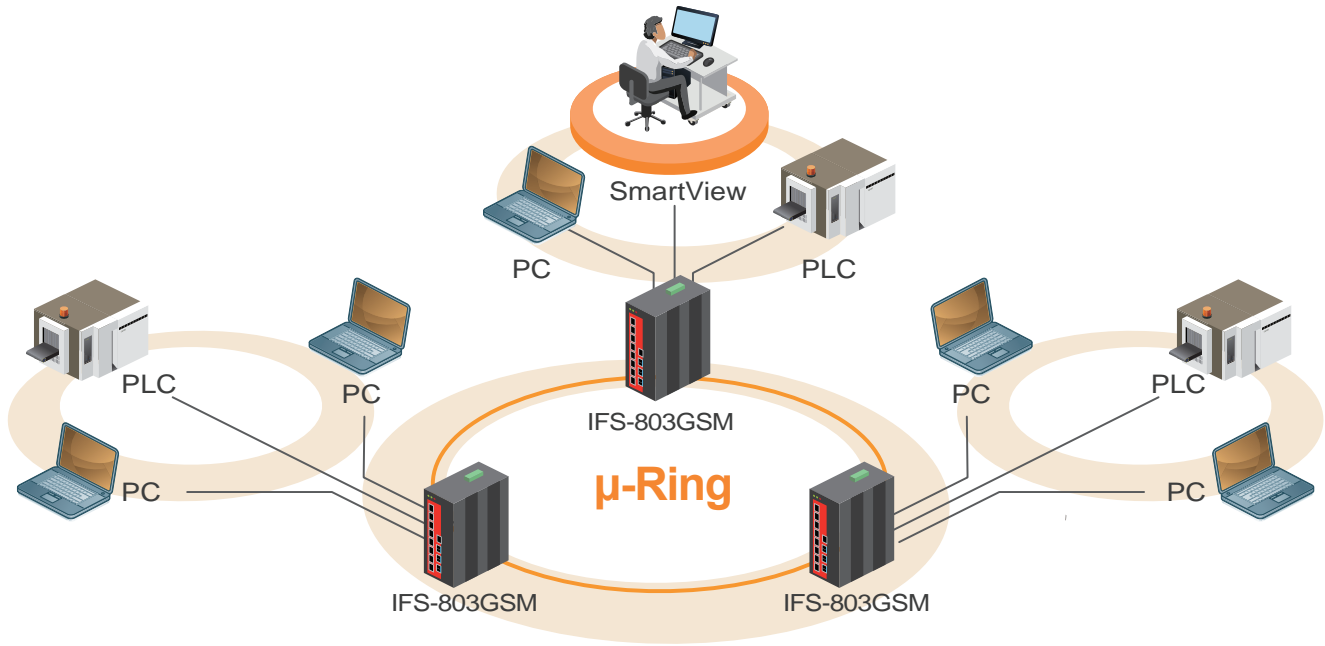 SmartView
PC
PLC
PLC
PC
PC
PLC
IFS-803GSM
µ-Ring
PC
PC
IFS-803GSM
IFS-803GSM